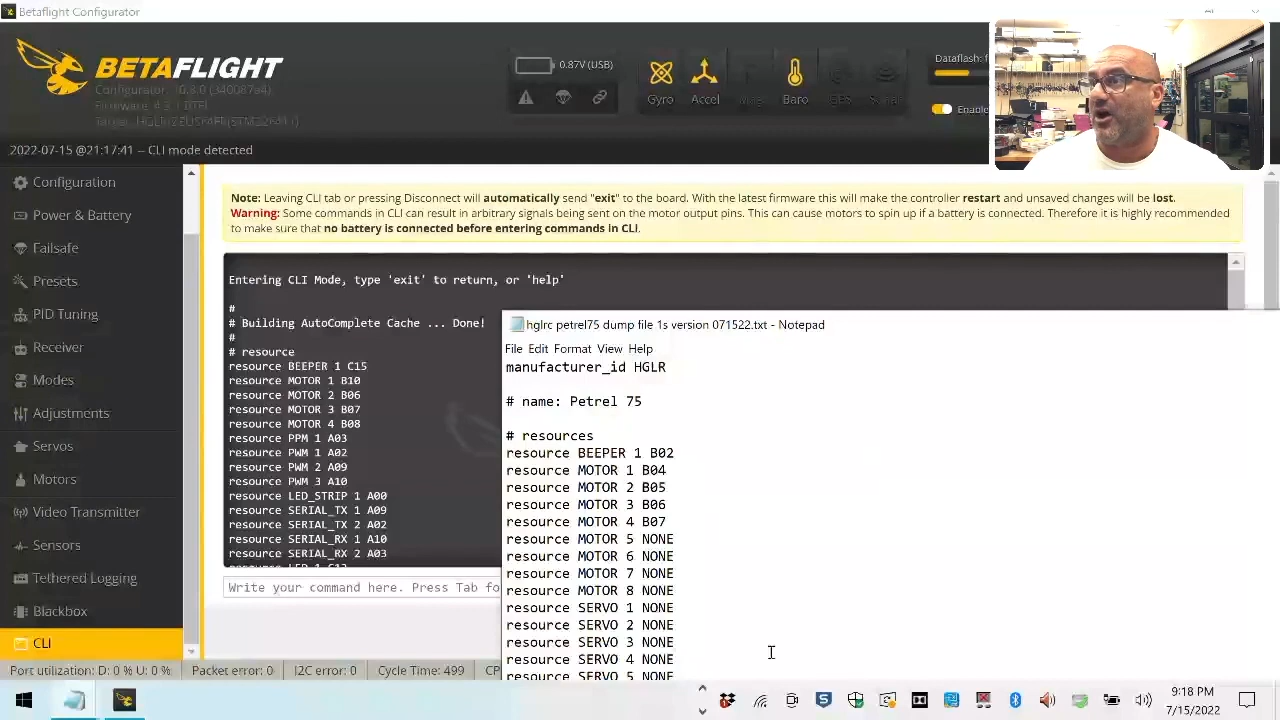 Betaflight Configurator
BETAFLIGHT
0.87V (USB)
Gyro
Accel
Baro
Dataflash: f
Enable
2022-07-15 @21:17:41 -- CLI mode detected
Configuration
Power & Battery
Failsafe
Presets
PID Tuning
Receiver
Modes
Adjustments
Servos
Motors
Video Transmitter
Sensors
Tethered Logging
Blackbox
CLI
Note: Leaving CLI tab or pressing Disconnect will automatically send "exit" to the board. With the latest firmware this will make the controller restart and unsaved changes will be lost.
Warning: Some commands in CLI can result in arbitrary signals being sent on the motor output pins. This can cause motors to spin up if a battery is connected. Therefore it is highly recommended
to make sure that no battery is connected before entering commands in CLI.
Entering CLI Mode, type 'exit' to return, or 'help'
#
# Building AutoComplete Cache ... Done!
#
# resource
resource BEEPER 1 C15
resource MOTOR 1 B10
resource MOTOR 2 B06
resource MOTOR 3 B07
resource MOTOR 4 B08
resource PPM 1 A03
resource PWM 1 A02
resource PWM 2 A09
resource PWM 3 A10
resource LED_STRIP 1 A00
resource SERIAL_TX 1 A09
resource SERIAL_TX 2 A02
resource SERIAL_RX 1 A10
resource SERIAL_RX 2 A03
Write your command here. Press Tab fo
hglrc petrel75 dump file 1s version 071522.txt - Notepad
File Edit Format View Help
manufacturer_id HGLR
# name: Petrel 75
# resources
resource BEEPER 1 B02
resource MOTOR 1 B04
resource MOTOR 2 B05
resource MOTOR 3 B06
resource MOTOR 4 B07
resource MOTOR 5 NONE
resource MOTOR 6 NONE
resource MOTOR 7 NONE
resource MOTOR 8 NONE
resource SERVO 1 NONE
resource SERVO 2 NONE
resource SERVO 3 NONE
resource SERVO 4 NONE
resource SERVO 5 NONE
Port utilization: D: 0 % U: 0 %
Packet error: 0
I2C error: 0
Cycle Time: 499
CP
9:18 PM
7/15/2022